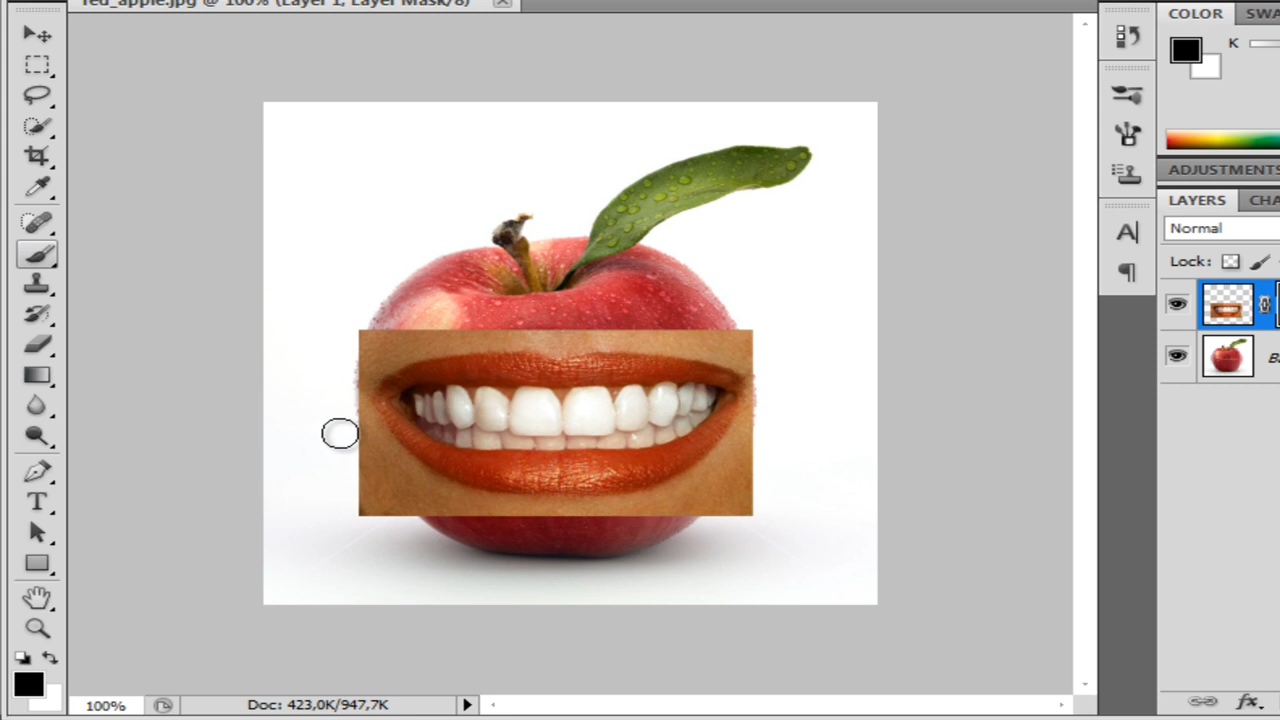 red_apple.jpg @ 100% (Layer 1, Layer Mask/8)
COLOR
K
ADJUSTMENTS
LAYERS
Normal
Lock:
T
A
100%
Doc: 423,0K/947,7K
fx